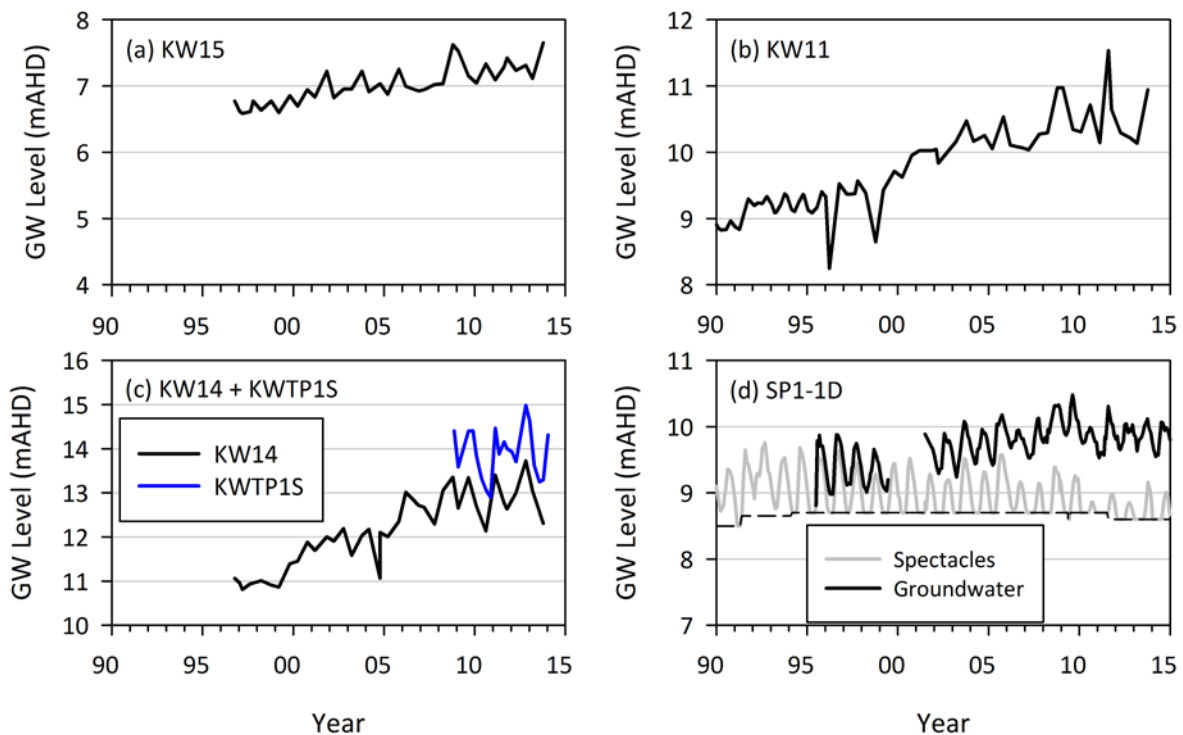 (a) KW15
GW Level (mAHD)
8
7
6
5
4
90 95 00 05 10 15
(b) KW11
GW Level (mAHD)
12
11
10
9
8
90 95 00 05 10 15
(c) KW14 + KWTP1S
GW Level (mAHD)
16
15
14
13
12
11
10
KW14
KWTP1S
90 95 00 05 10 15
Year
(d) SP1-1D
GW Level (mAHD)
11
10
9
8
7
Spectacles
Groundwater
90 95 00 05 10 15
Year